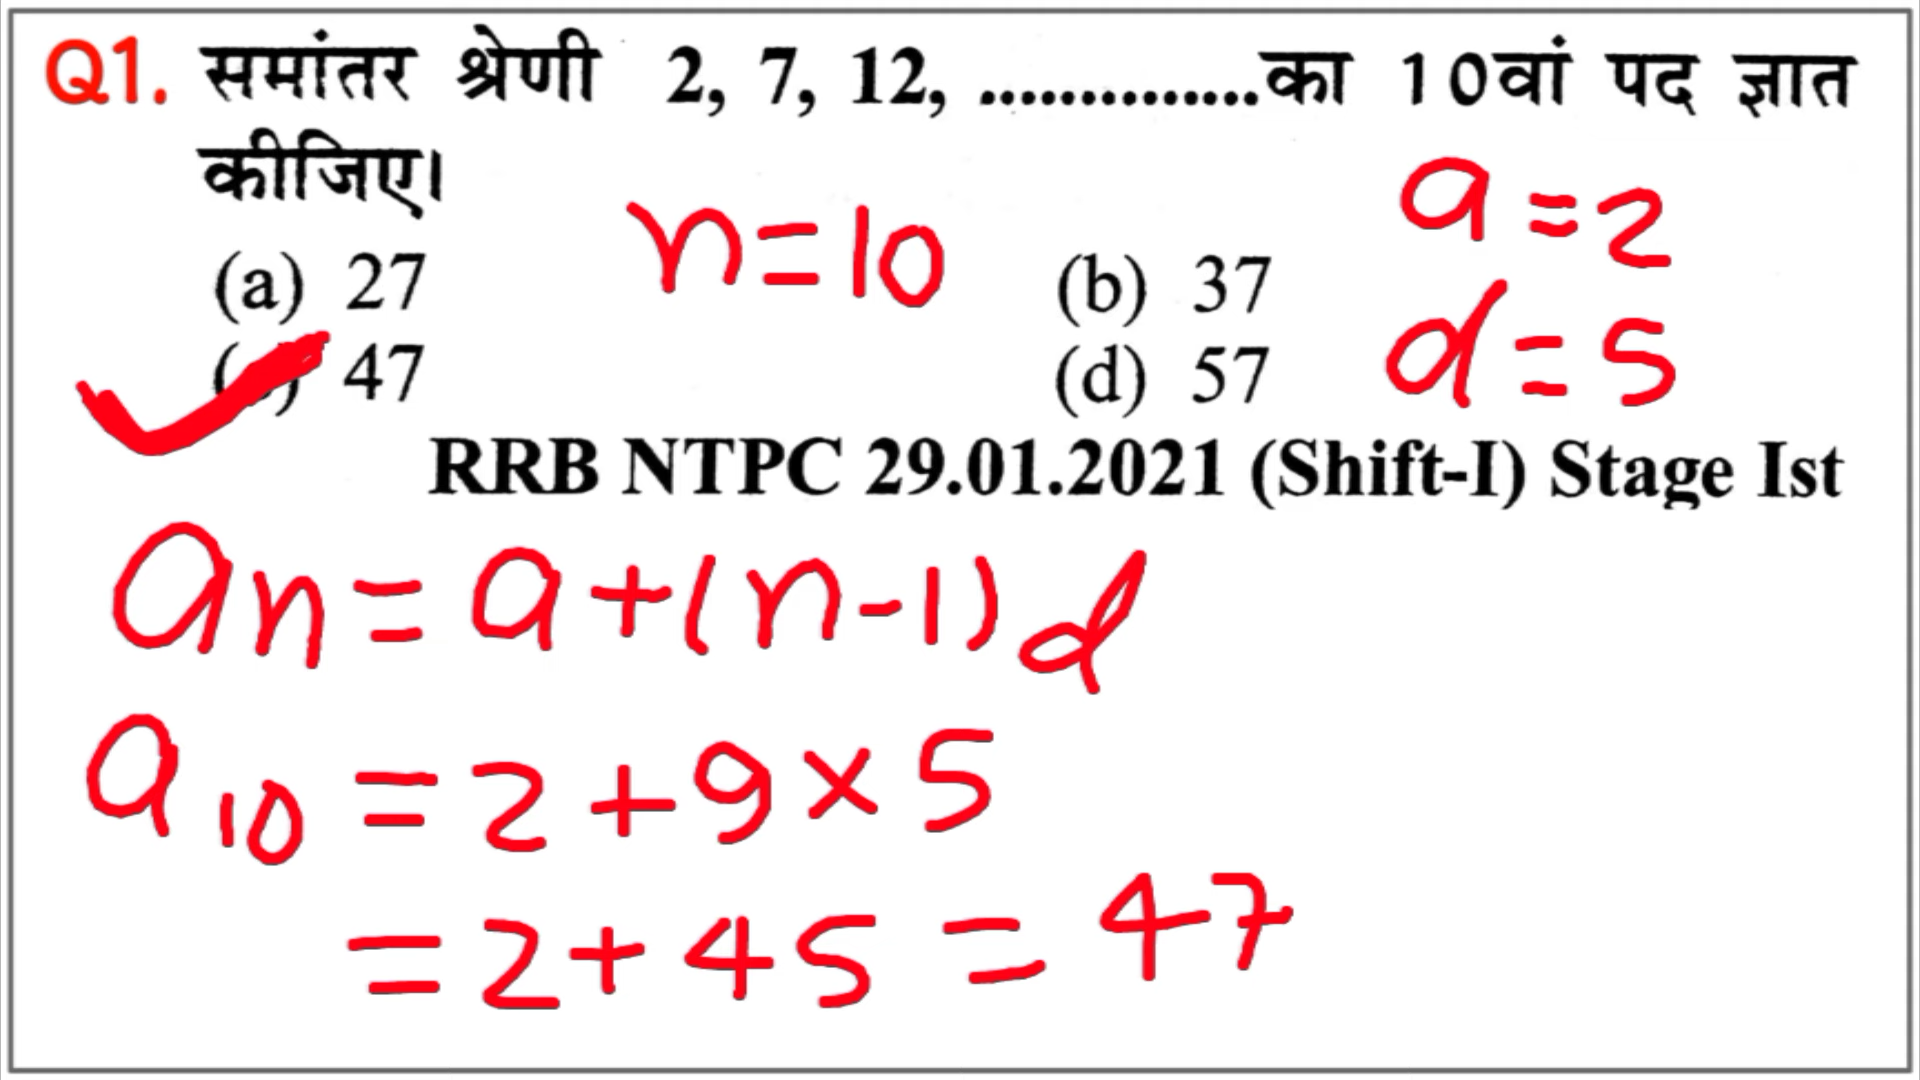 Q1. समांतर श्रेणी 2, 7, 12, ..............का 10वां पद ज्ञात
कीजिए।
n=10
a=2
(a) 27
(b) 37
d=5
47
(d) 57
RRB NTPC 29.01.2021 (Shift-I) Stage Ist
an=a+(n-1)d
a10=2+9×5
=2+45=47